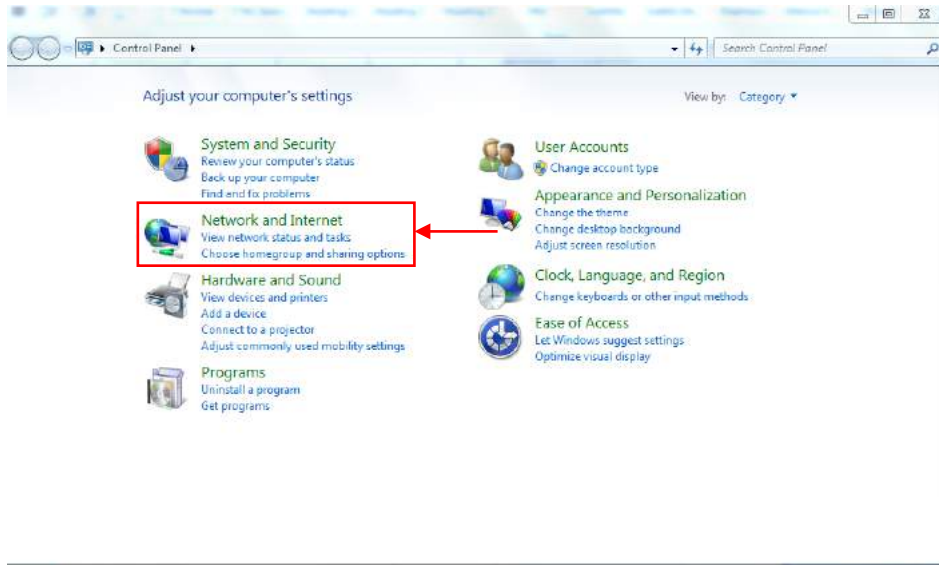 Control Panel
Search Control Panel
Adjust your computer's settings
View by: Category
System and Security
Review your computer's status
Back up your computer
Find and fix problems
Network and Internet
View network status and tasks
Choose homegroup and sharing options
Hardware and Sound
View devices and printers
Add a device
Connect to a projector
Adjust commonly used mobility settings
Programs
Uninstall a program
Get programs
User Accounts
Change account type
Appearance and Personalization
Change the theme
Change desktop background
Adjust screen resolution
Clock, Language, and Region
Change keyboards or other input methods
Ease of Access
Let Windows suggest settings
Optimize visual display